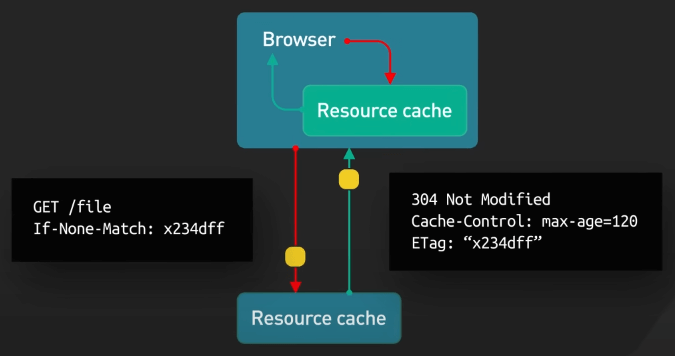 Browser
Resource cache
GET /file
If-None-Match: x234dff
304 Not Modified
Cache-Control: max-age=120
ETag: “x234dff”
Resource cache